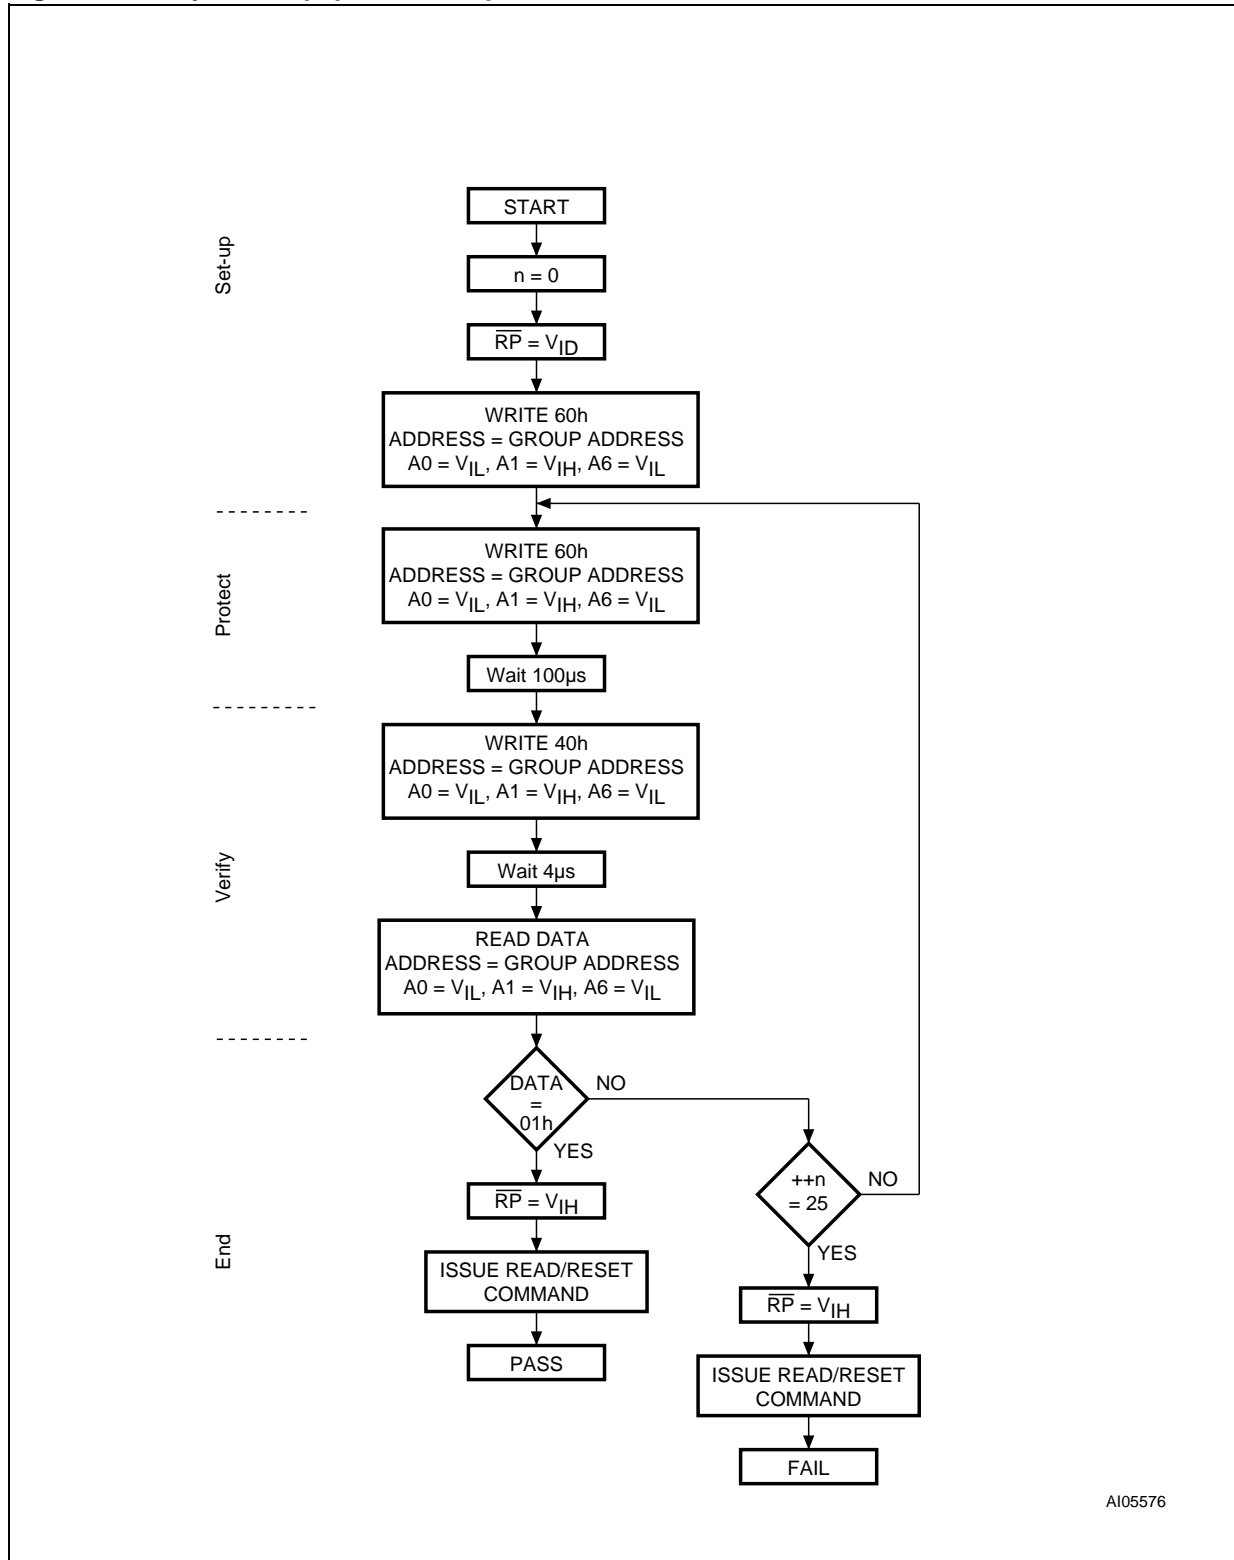 START
Set-up
n = 0
RP = VID
WRITE 60h
ADDRESS = GROUP ADDRESS
A0 = VIL, A1 = VIH, A6 = VIL
Protect
WRITE 60h
ADDRESS = GROUP ADDRESS
A0 = VIL, A1 = VIH, A6 = VIL
Wait 100µs
WRITE 40h
ADDRESS = GROUP ADDRESS
A0 = VIL, A1 = VIH, A6 = VIL
Verify
Wait 4µs
READ DATA
ADDRESS = GROUP ADDRESS
A0 = VIL, A1 = VIH, A6 = VIL
DATA
=
01h
NO
YES
++n
= 25
NO
YES
End
RP = VIH
ISSUE READ/RESET
COMMAND
PASS
RP = VIH
ISSUE READ/RESET
COMMAND
FAIL
AI05576